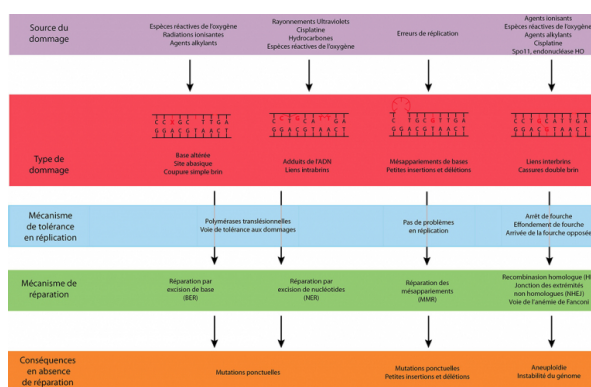 Source du
dommage
Espèces réactives de l'oxygène
Radiations ionisantes
Agents alkylants
Rayonnements Ultraviolets
Cisplatine
Hydrocarbones
Espèces réactives de l'oxygène
Erreurs de réplication
Agents ionisants
Espèces réactives de l'oxygène
Agents alkylants
Cisplatine
Spo11, endonucléase HO
Type de
dommage
GGACGTAACT
Base altérée
Site abasique
Coupure simple brin
GGACGTAACT
Adduits de l'ADN
Liens intrabrins
GGACGTAACT
Mésappariements de bases
Petites insertions et délétions
Liens interbrins
Cassures double brin
Mécanisme
de tolérance
en réplication
Polymérases translésionnelles
Voie de tolérance aux dommages
Pas de problèmes
en réplication
Arrêt de fourche
Effondement de fourche
Arrivée de la fourche opposée
Mécanisme de
réparation
Réparation par
excision de base
(BER)
Réparation par
excision de nucléotides
(NER)
Réparation des
mésappariements
(MMR)
Recombinasion homologue
Jonction des extrémités
non homologues (NHEJ)
Voie de l'anémie de Fanconi
Conséquences
en absence
de réparation
Mutations ponctuelles
Mutations ponctuelles
Petites insertions et délétions
Aneuploïdie
Instabilité du génome